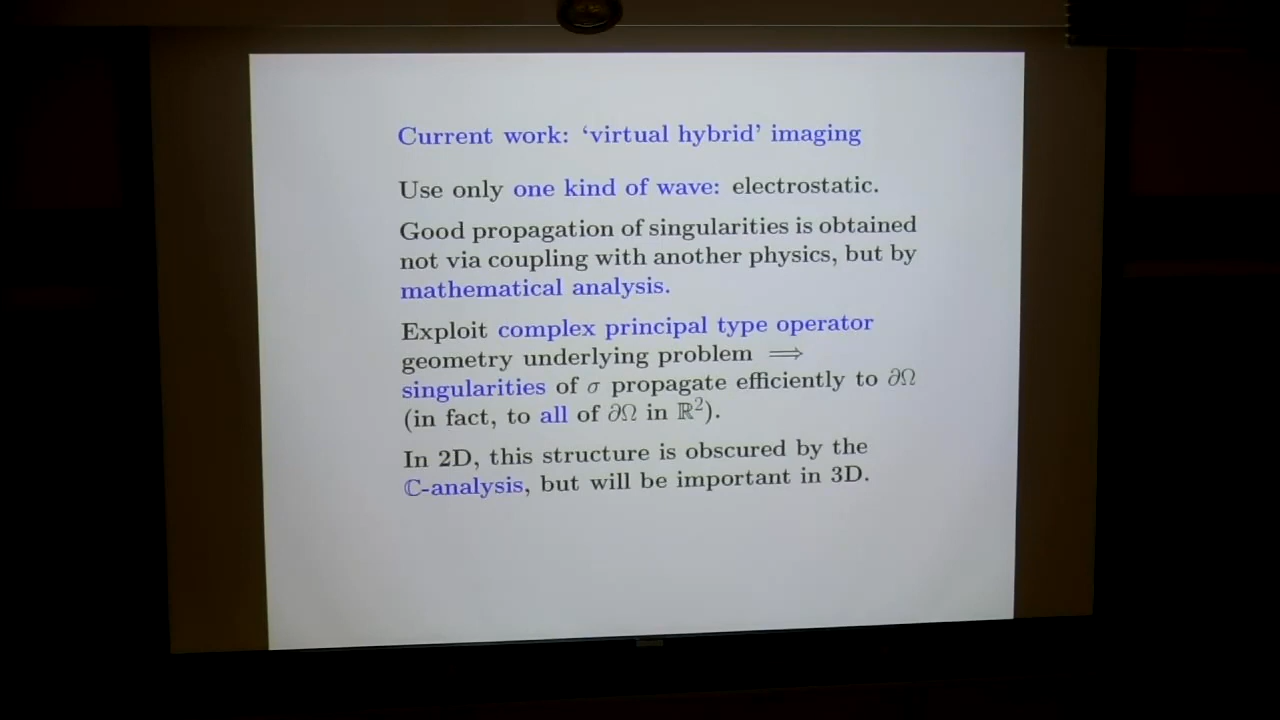 Current work: ‘virtual hybrid’ imaging
Use only one kind of wave: electrostatic.
Good propagation of singularities is obtained
not via coupling with another physics, but by
mathematical analysis.
Exploit complex principal type operator
geometry underlying problem ⟹
singularities of σ propagate efficiently to ∂Ω
(in fact, to all of ∂Ω in ℝ²).
In 2D, this structure is obscured by the
ℂ-analysis, but will be important in 3D.